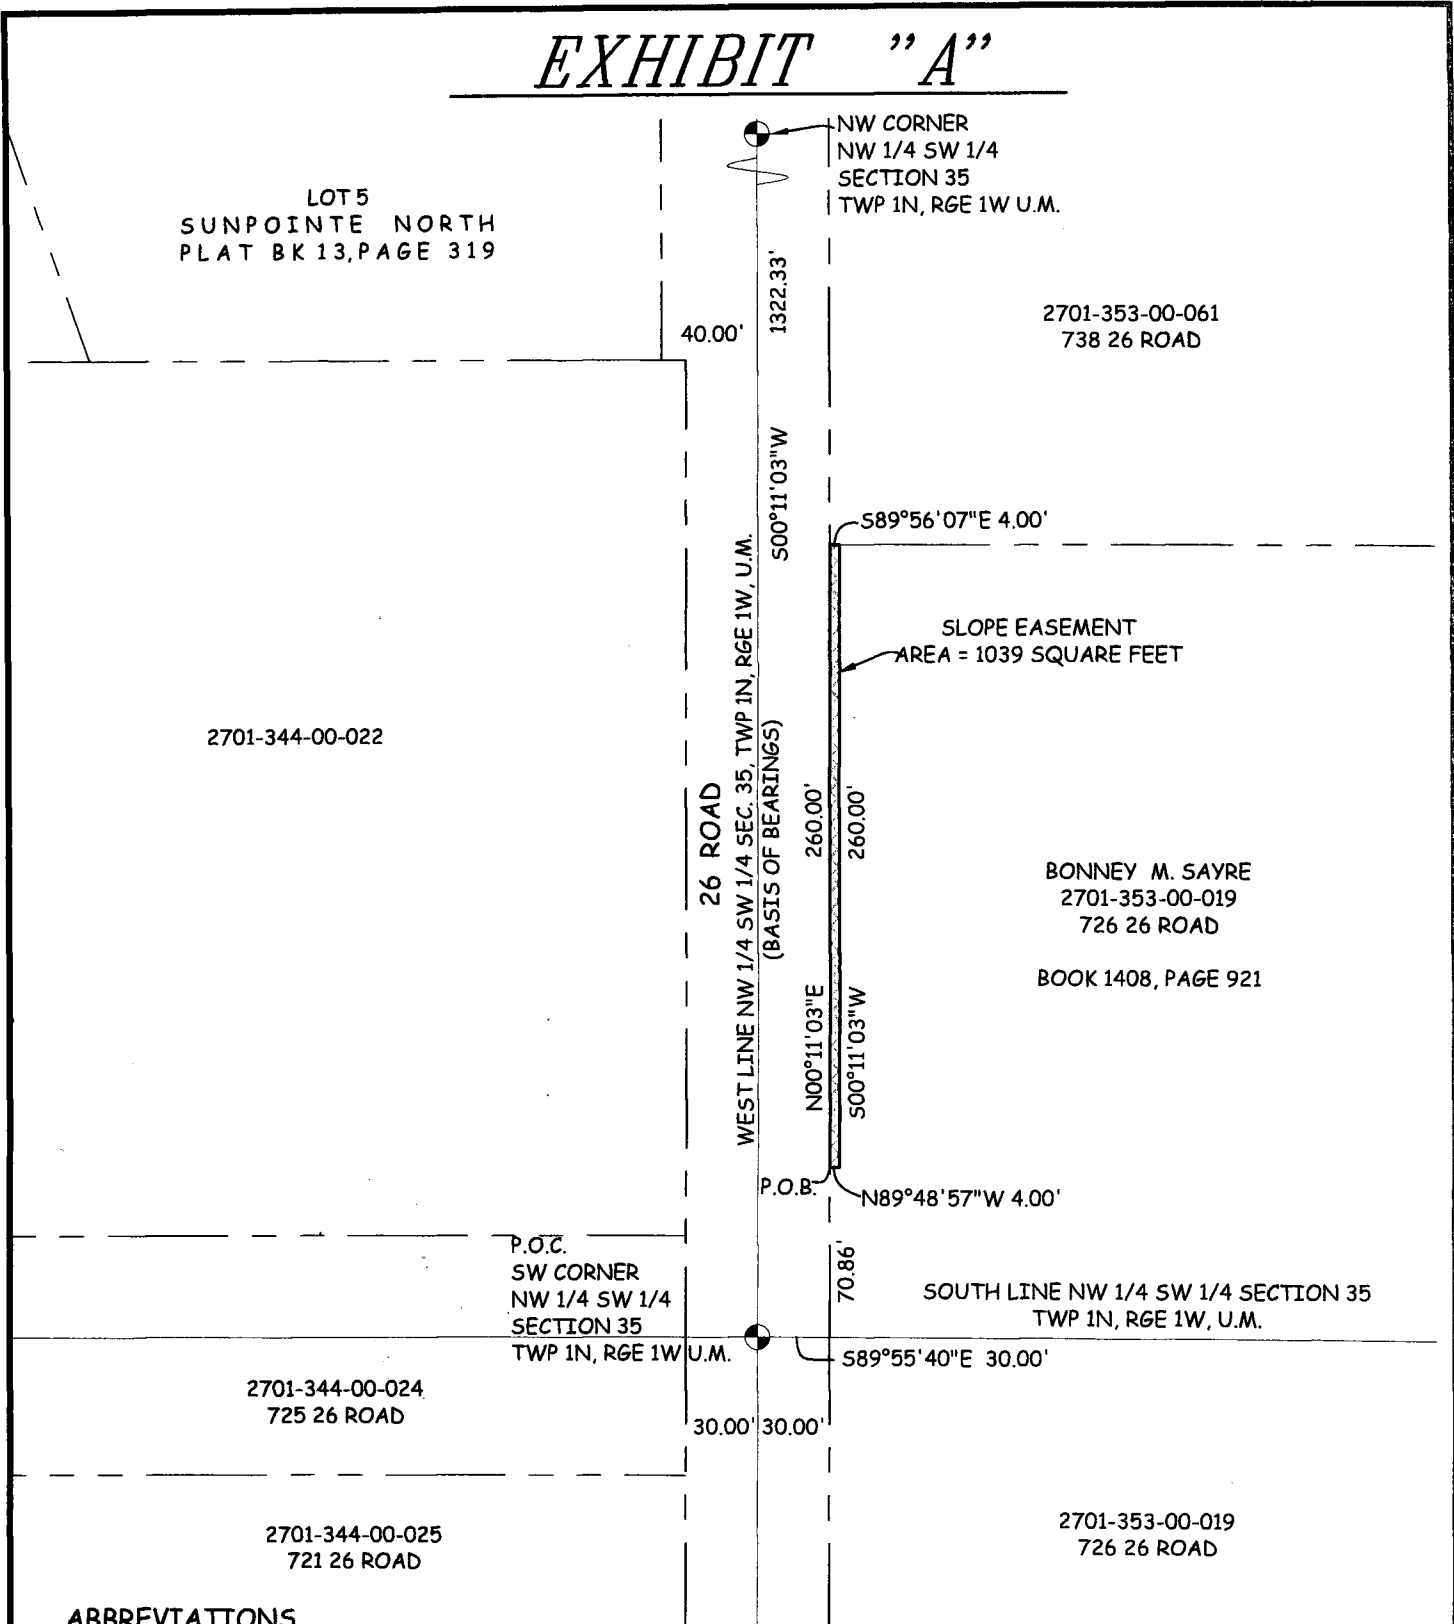 EXHIBIT "A"
NW CORNER
NW 1/4 SW 1/4
SECTION 35
TWP 1N, RGE 1W U.M.
LOT 5
SUNPOINTE NORTH
PLAT BK 13, PAGE 319
1322.33'
40.00'
2701-353-00-061
738 26 ROAD
S00°11'03"W
S89°56'07"E 4.00'
SLOPE EASEMENT
AREA = 1039 SQUARE FEET
2701-344-00-022
26 ROAD
WEST LINE NW 1/4 SW 1/4 SEC. 35, TWP 1N, RGE 1W, U.M.
(BASIS OF BEARINGS)
260.00'
260.00'
BONNEY M. SAYRE
2701-353-00-019
726 26 ROAD
BOOK 1408, PAGE 921
N00°11'03"E
S00°11'03"W
P.O.B.
N89°48'57"W 4.00'
P.O.C.
SW CORNER
NW 1/4 SW 1/4
SECTION 35
TWP 1N, RGE 1W U.M.
70.86'
SOUTH LINE NW 1/4 SW 1/4 SECTION 35
TWP 1N, RGE 1W, U.M.
S89°55'40"E 30.00'
2701-344-00-024
725 26 ROAD
30.00' 30.00'
2701-344-00-025
721 26 ROAD
2701-353-00-019
726 26 ROAD
ABBREVIATIONS